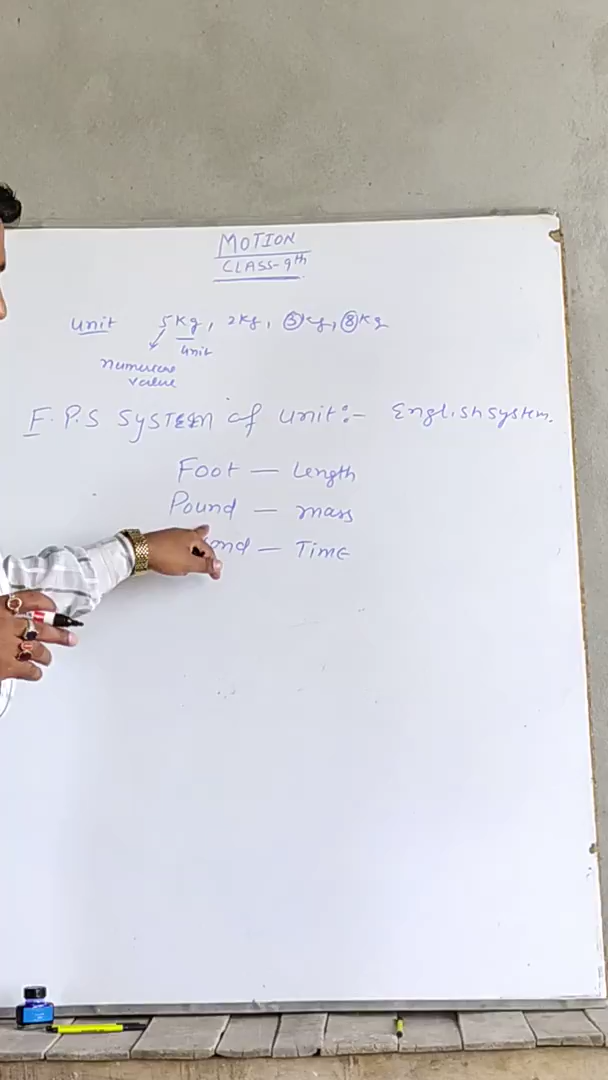 MOTION
CLASS-9th
unit 5Kg, 2Kg, 5Kg, 8Kg
unit
numerical
value
F.P.S SYSTEM of unit:- English system.
Foot — Length
Pound — mass
ond — Time